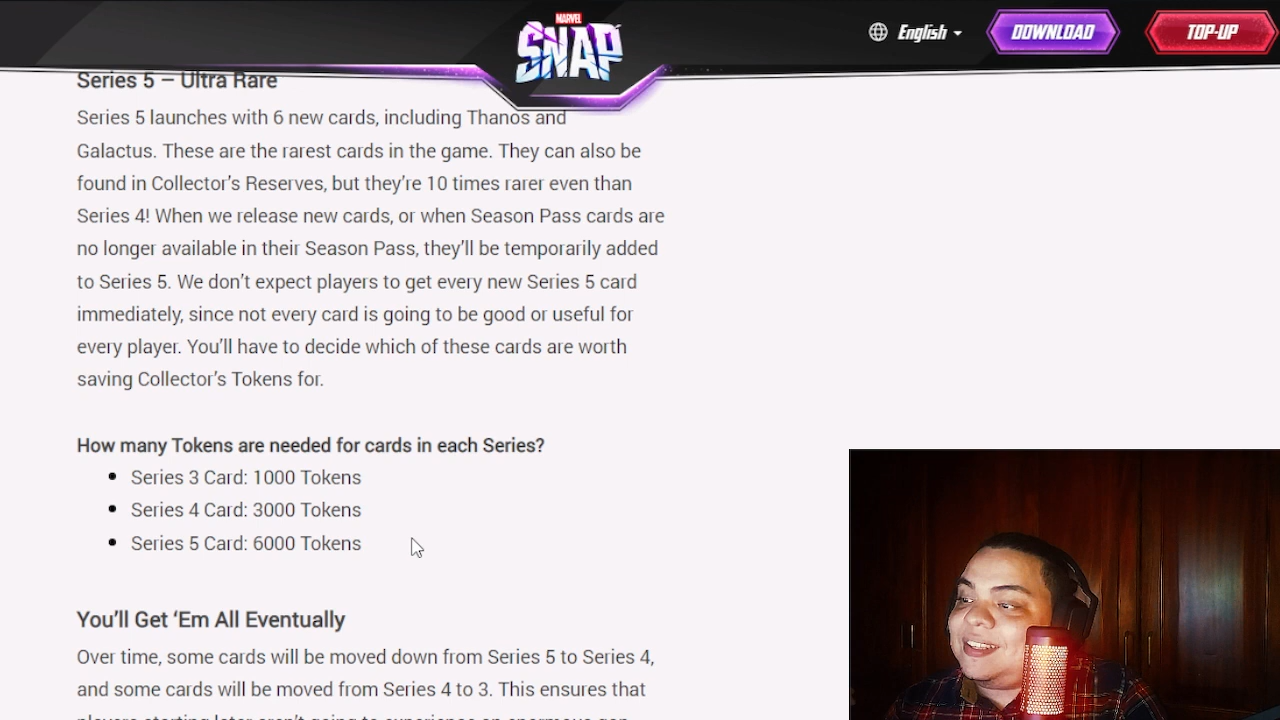 MARVEL
SNAP
English
DOWNLOAD
TOP-UP
Series 5 – Ultra Rare
Series 5 launches with 6 new cards, including Thanos and
Galactus. These are the rarest cards in the game. They can also be
found in Collector’s Reserves, but they’re 10 times rarer even than
Series 4! When we release new cards, or when Season Pass cards are
no longer available in their Season Pass, they’ll be temporarily added
to Series 5. We don’t expect players to get every new Series 5 card
immediately, since not every card is going to be good or useful for
every player. You’ll have to decide which of these cards are worth
saving Collector’s Tokens for.
How many Tokens are needed for cards in each Series?
Series 3 Card: 1000 Tokens
Series 4 Card: 3000 Tokens
Series 5 Card: 6000 Tokens
You’ll Get ‘Em All Eventually
Over time, some cards will be moved down from Series 5 to Series 4,
and some cards will be moved from Series 4 to 3. This ensures that